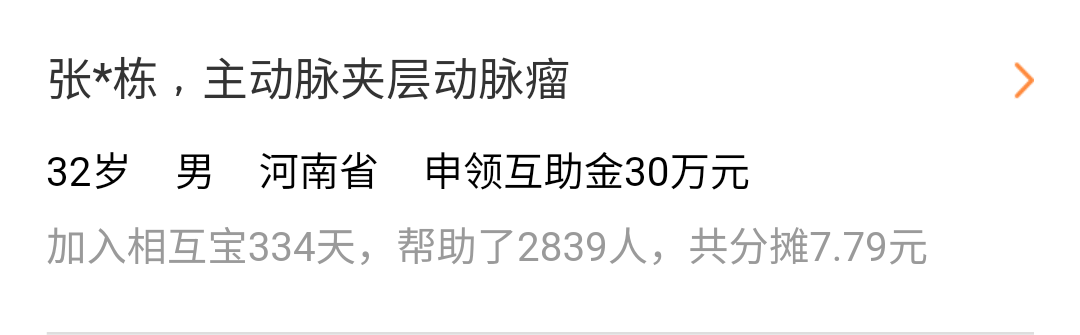 张*栋，主动脉夹层动脉瘤
32岁 男 河南省 申领互助金30万元
加入相互宝334天，帮助了2839人，共分摊7.79元